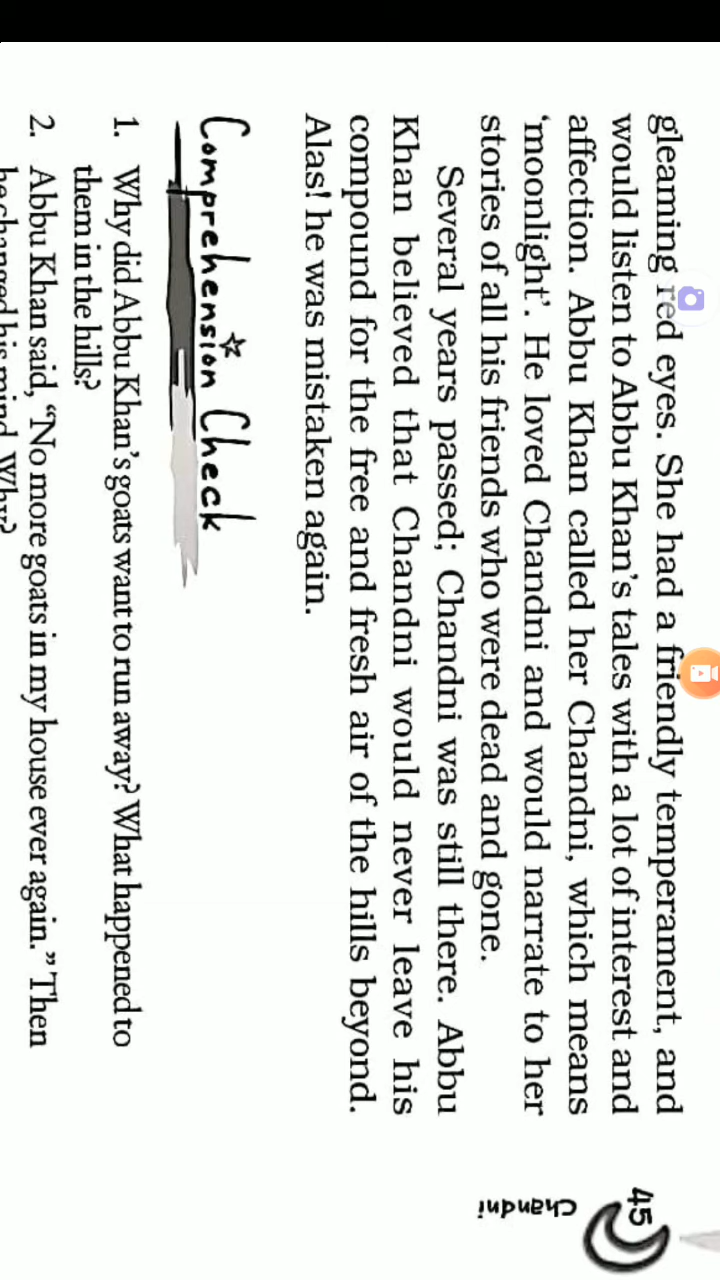 45
Chandni
gleaming red eyes. She had a friendly temperament, and
would listen to Abbu Khan's tales with a lot of interest and
affection. Abbu Khan called her Chandni, which means
‘moonlight’. He loved Chandni and would narrate to her
stories of all his friends who were dead and gone.
Several years passed; Chandni was still there. Abbu
Khan believed that Chandni would never leave his
compound for the free and fresh air of the hills beyond.
Alas! he was mistaken again.
Comprehension Check
1. Why did Abbu Khan's goats want to run away? What happened to
them in the hills?
2. Abbu Khan said, “No more goats in my house ever again.” Then
he changed his mind. Why?